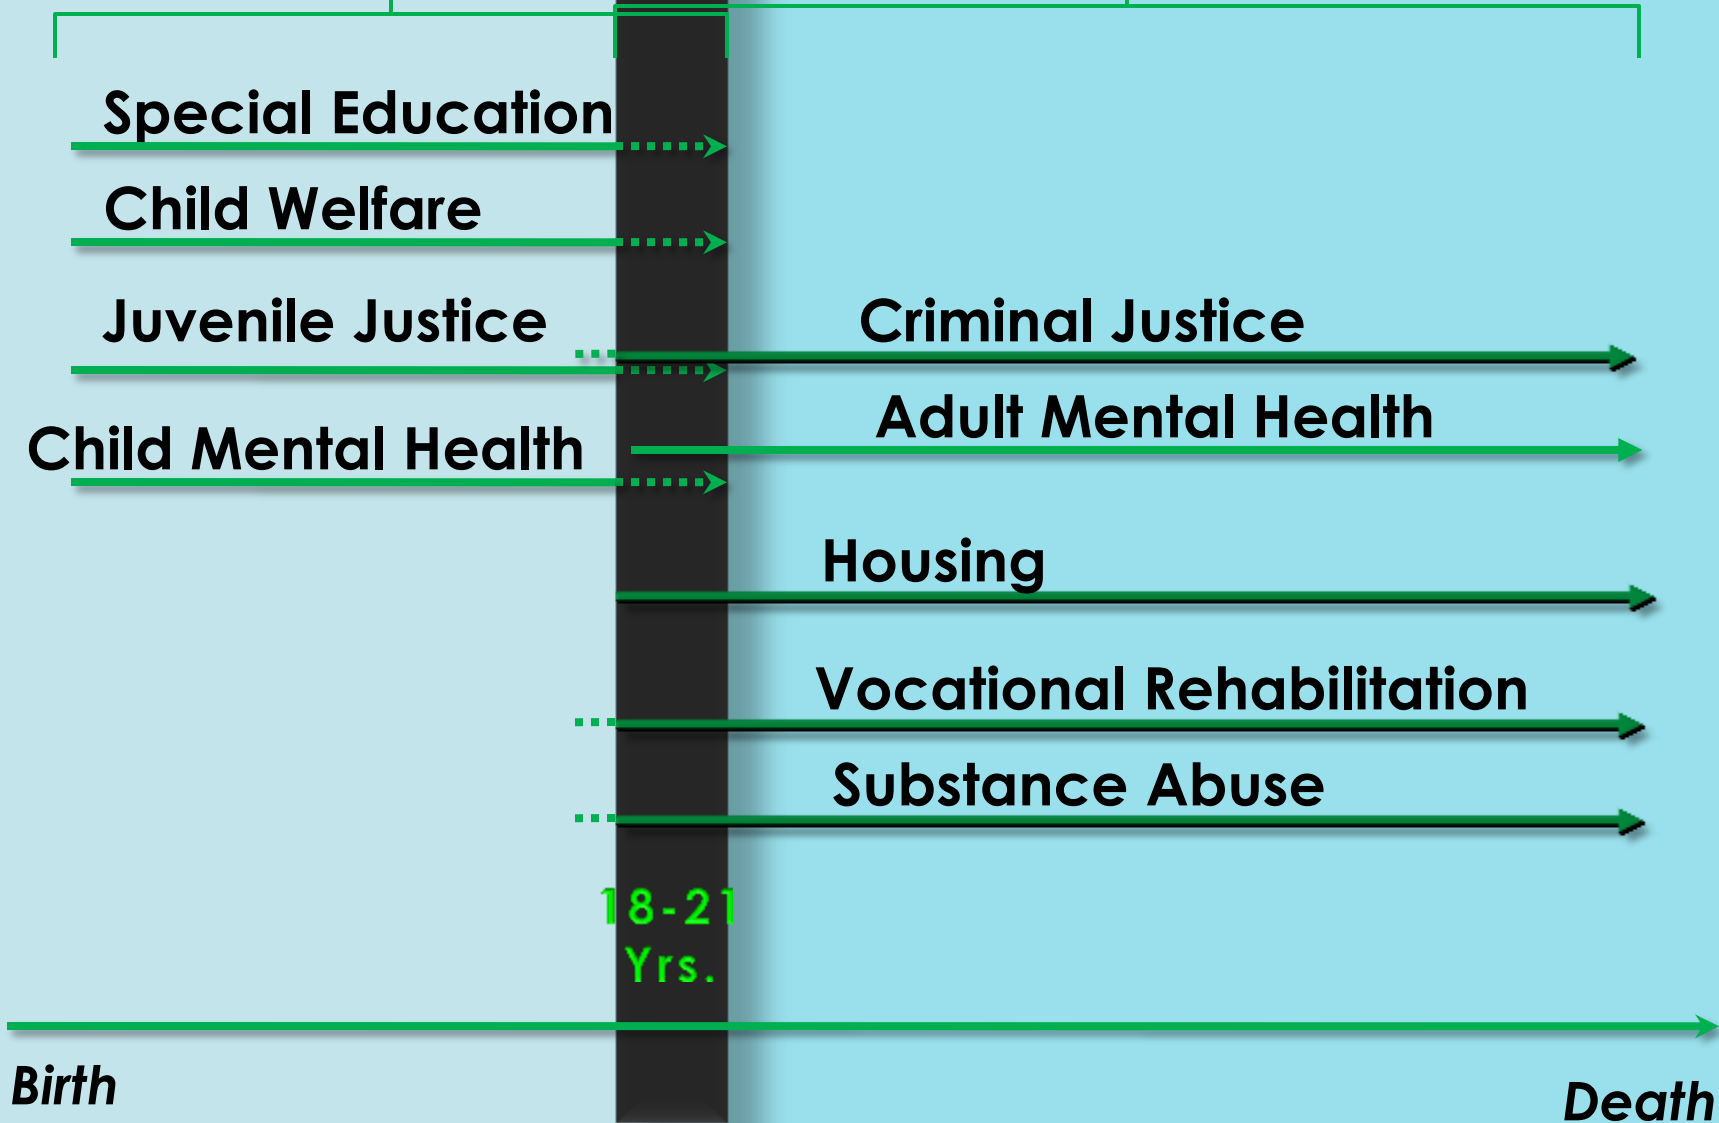 Special Education
Child Welfare
Juvenile Justice
Criminal Justice
Adult Mental Health
Child Mental Health
Housing
Vocational Rehabilitation
Substance Abuse
18-21
Yrs.
Birth
Death